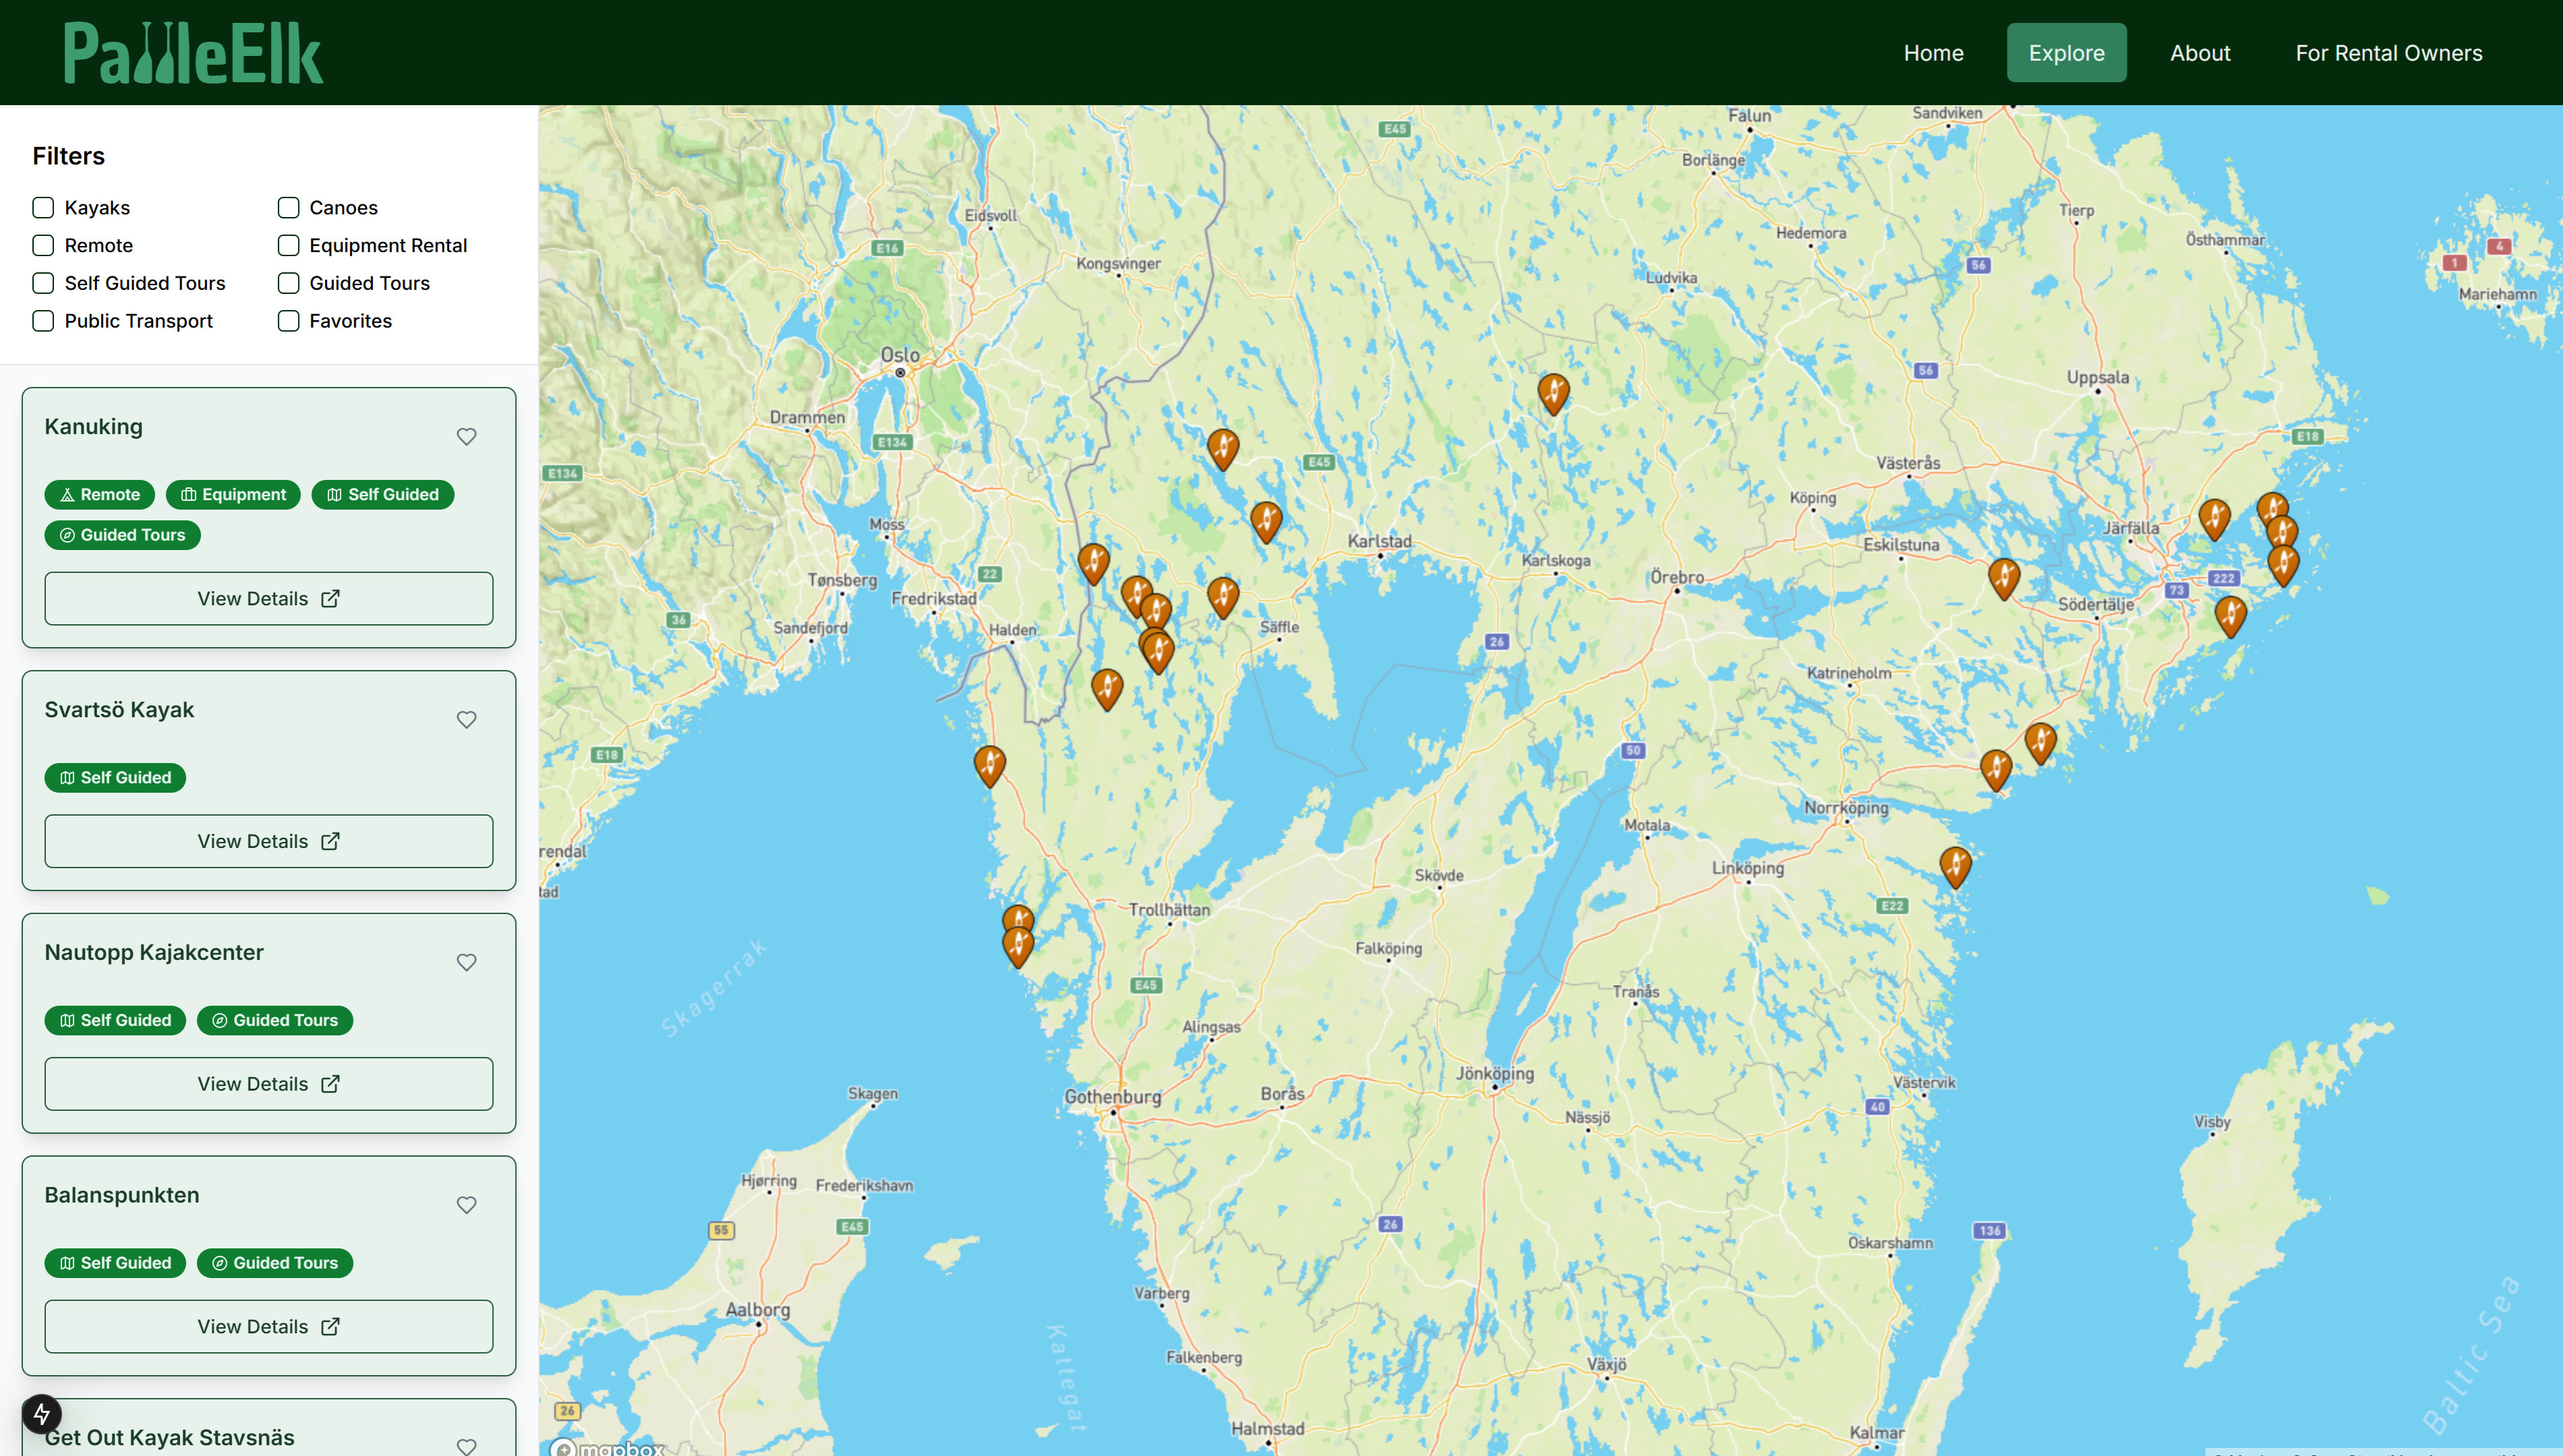 PaddleElk
Home
Explore
About
For Rental Owners
Filters
Kayaks
Canoes
Remote
Equipment Rental
Self Guided Tours
Guided Tours
Public Transport
Favorites
Kanuking
Remote
Equipment
Self Guided
Guided Tours
View Details
Svartsö Kayak
Self Guided
View Details
Nautopp Kajakcenter
Self Guided
Guided Tours
View Details
Balanspunkten
Self Guided
Guided Tours
View Details
Get Out Kayak Stavsnäs
Falun
Sandviken
E45
Borlänge
Eidsvoll
Tierp
Hedemora
Östhammar
E16
4
Kongsvinger
56
1
Ludvika
Mariehamn
Oslo
56
Uppsala
Drammen
E134
E18
E134
E45
Västerås
Köping
Moss
Järfälla
Karlstad
Eskilstuna
Karlskoga
22
Tønsberg
Örebro
222
73
Fredrikstad
Södertälje
36
Sandefjord
Halden
Säffle
26
Katrineholm
E18
50
Norrköping
Motala
rendal
Linköping
Skövde
tad
E22
Trollhättan
Falköping
Skagerrak
E45
Tranås
Alingsas
Jönköping
Västervik
Skagen
Gothenburg
Borås
40
Nässjö
Visby
Hjørring
Frederikshavn
55
E45
26
136
Oskarshamn
Varberg
Aalborg
Kattegat
Baltic Sea
Falkenberg
Växjö
26
Halmstad
Kalmar
mapbox